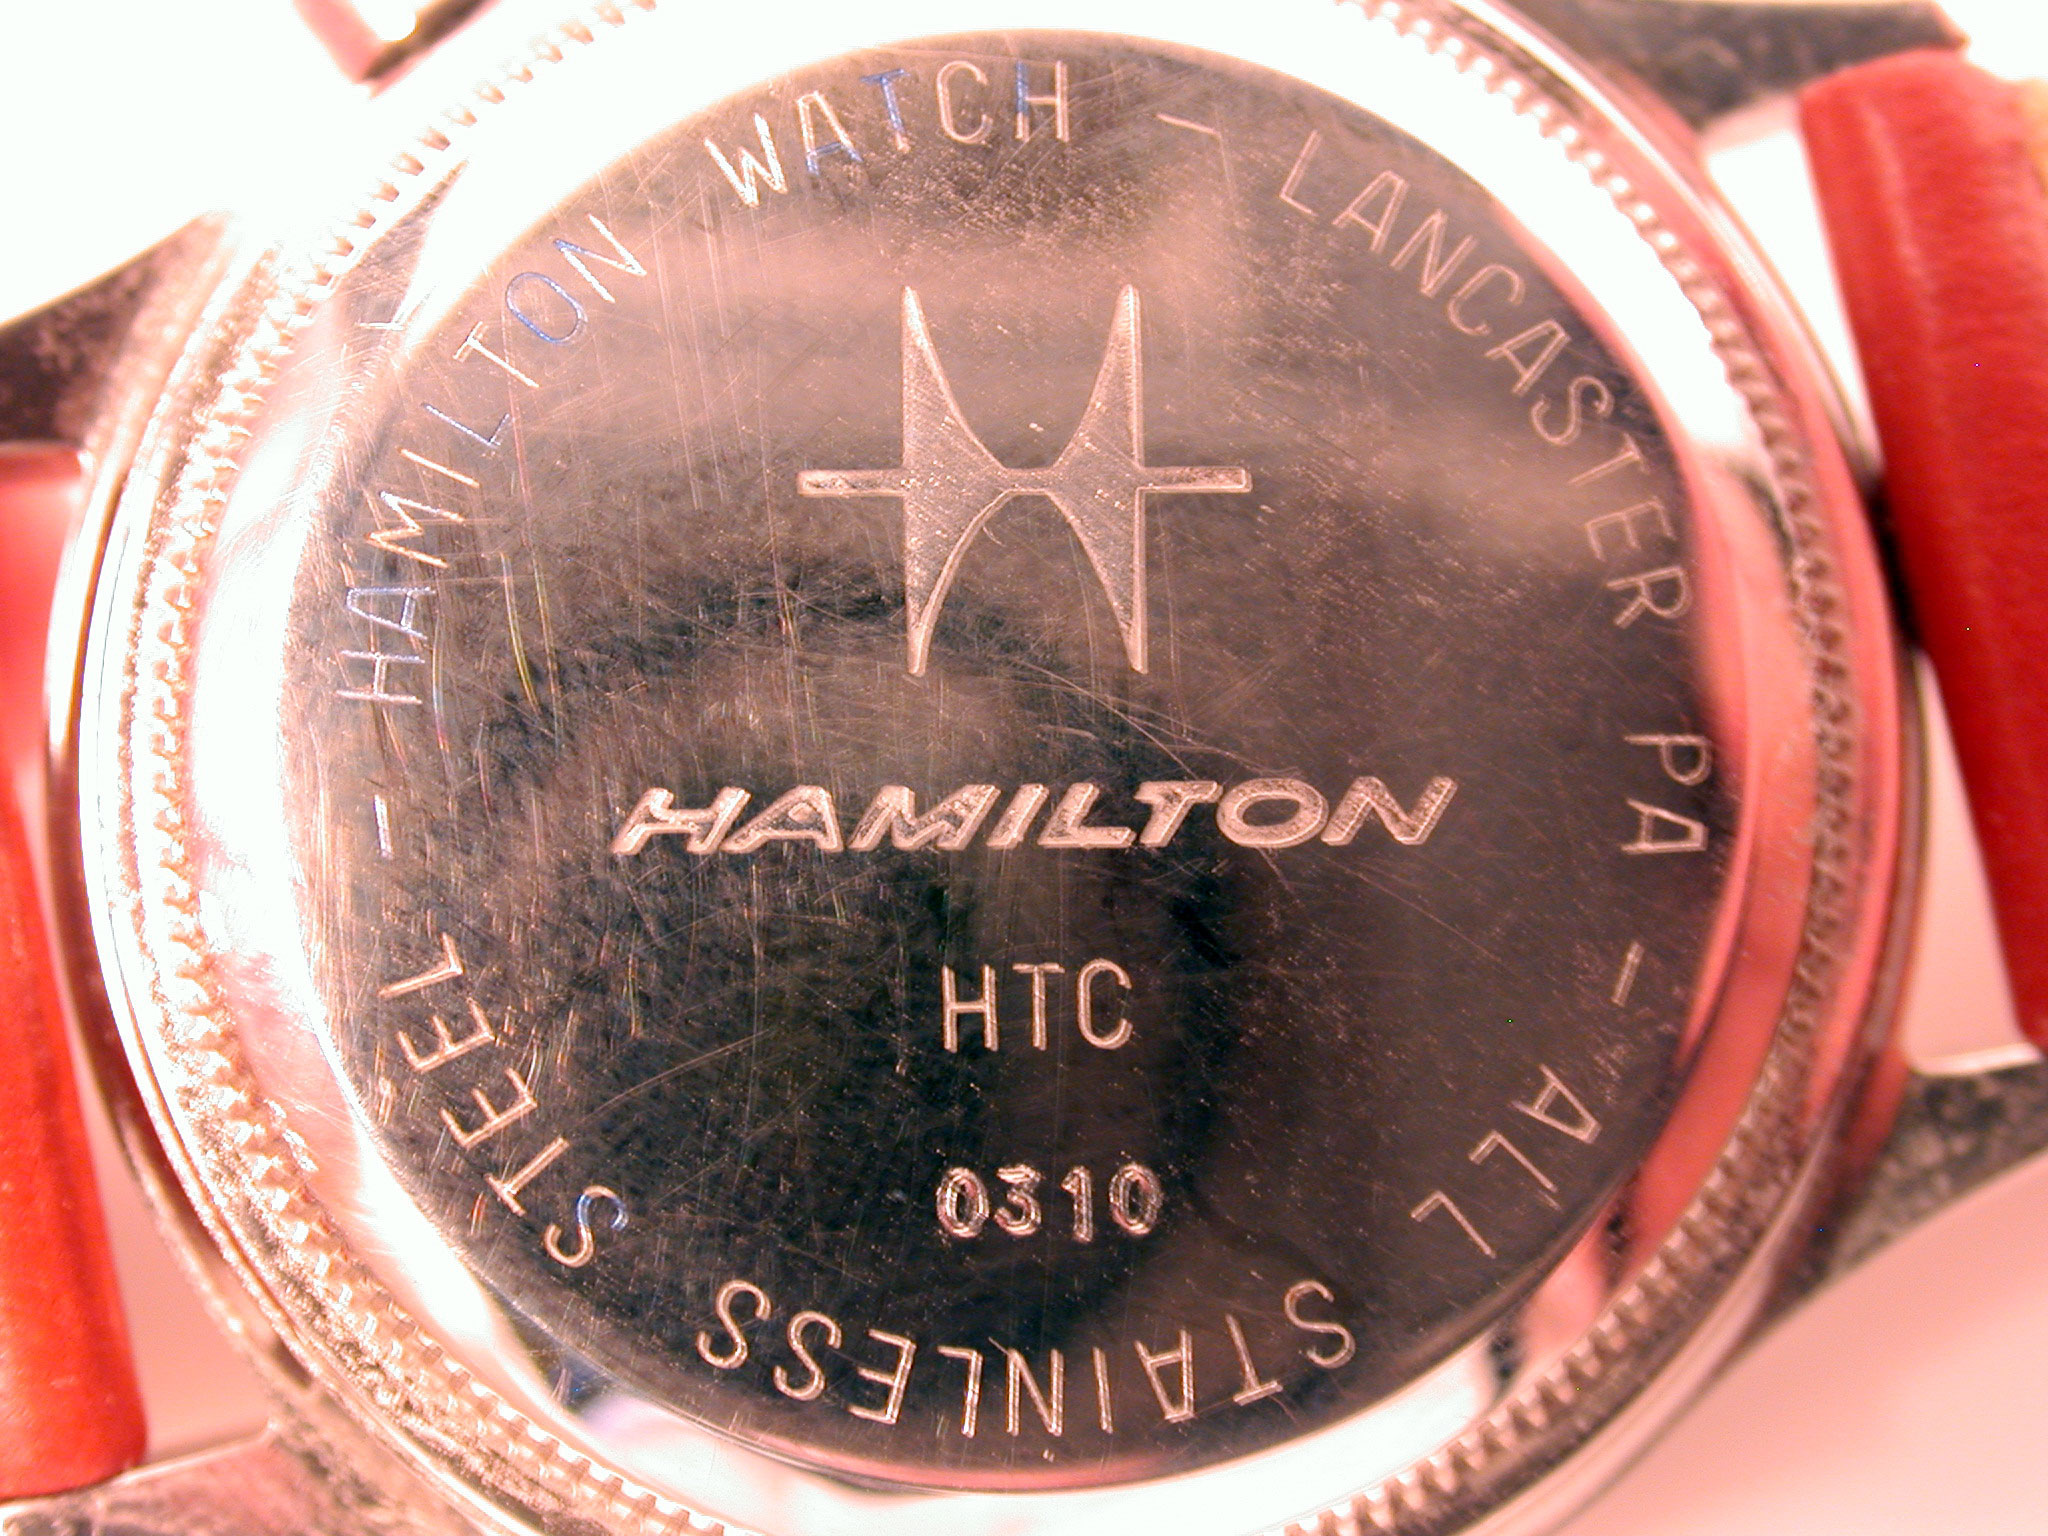 - HAMILTON WATCH - LANCASTER PA - ALL STAINLESS STEEL
HAMILTON
HTC
0310